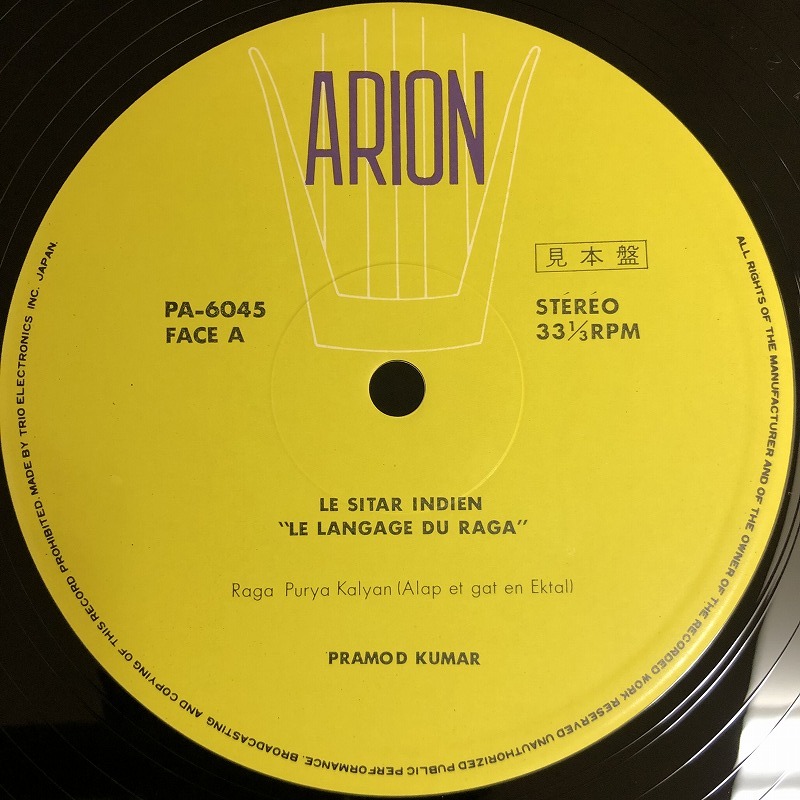 ARION
見本盤
PA-6045
FACE A
STÉRÉO
33⅓RPM
LE SITAR INDIEN
"LE LANGAGE DU RAGA"
Raga Purya Kalyan (Alap et gat en Ektal)
PRAMOD KUMAR
ALL RIGHTS OF THE MANUFACTURER AND OF THE OWNER OF THE RECORDED WORK RESERVED UNAUTHORIZED PUBLIC PERFORMANCE. BROADCASTING AND COPYING OF THIS RECORD PROHIBITED. MADE BY TRIO ELECTRONICS INC. JAPAN.